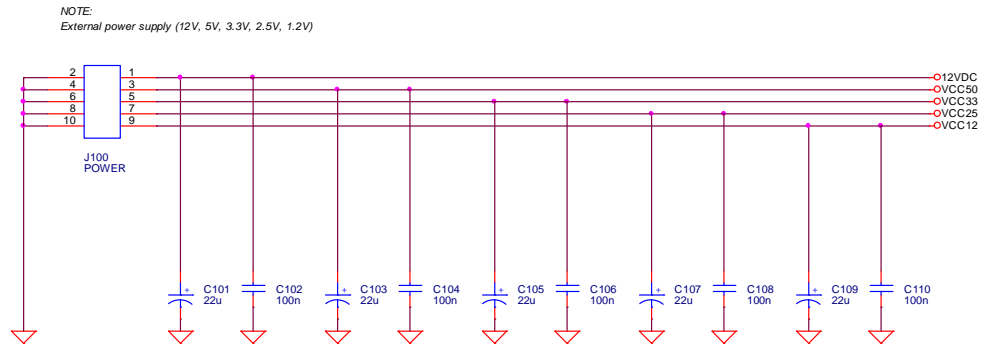 NOTE:
External power supply (12V, 5V, 3.3V, 2.5V, 1.2V)
2 1 12VDC
4 3 VCC50
6 5 VCC33
8 7 VCC25
10 9 VCC12
J100
POWER
+ C101 C102 + C103 C104 + C105 C106 + C107 C108 + C109 C110
22u 100n 22u 100n 22u 100n 22u 100n 22u 100n